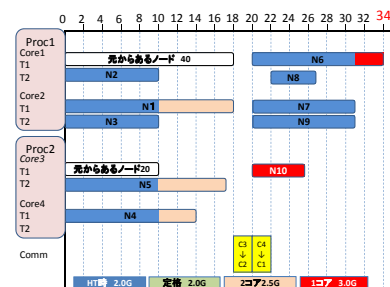 0 2 4 6 8 10 12 14 16 18 20 22 24 26 28 30 32 34
Proc1
Core1
T1 元からあるノード 40 N6
T2 N2 N8
Core2
T1 N1 N7
T2 N3 N9
Proc2
Core3
T1 元からあるノード20 N10
T2 N5
Core4
T1 N4
T2
Comm C3 ↓ C2 C4 ↓ C1
HT時 2.0G 定格 2.0G 2コア2.5G 1コア 3.0G